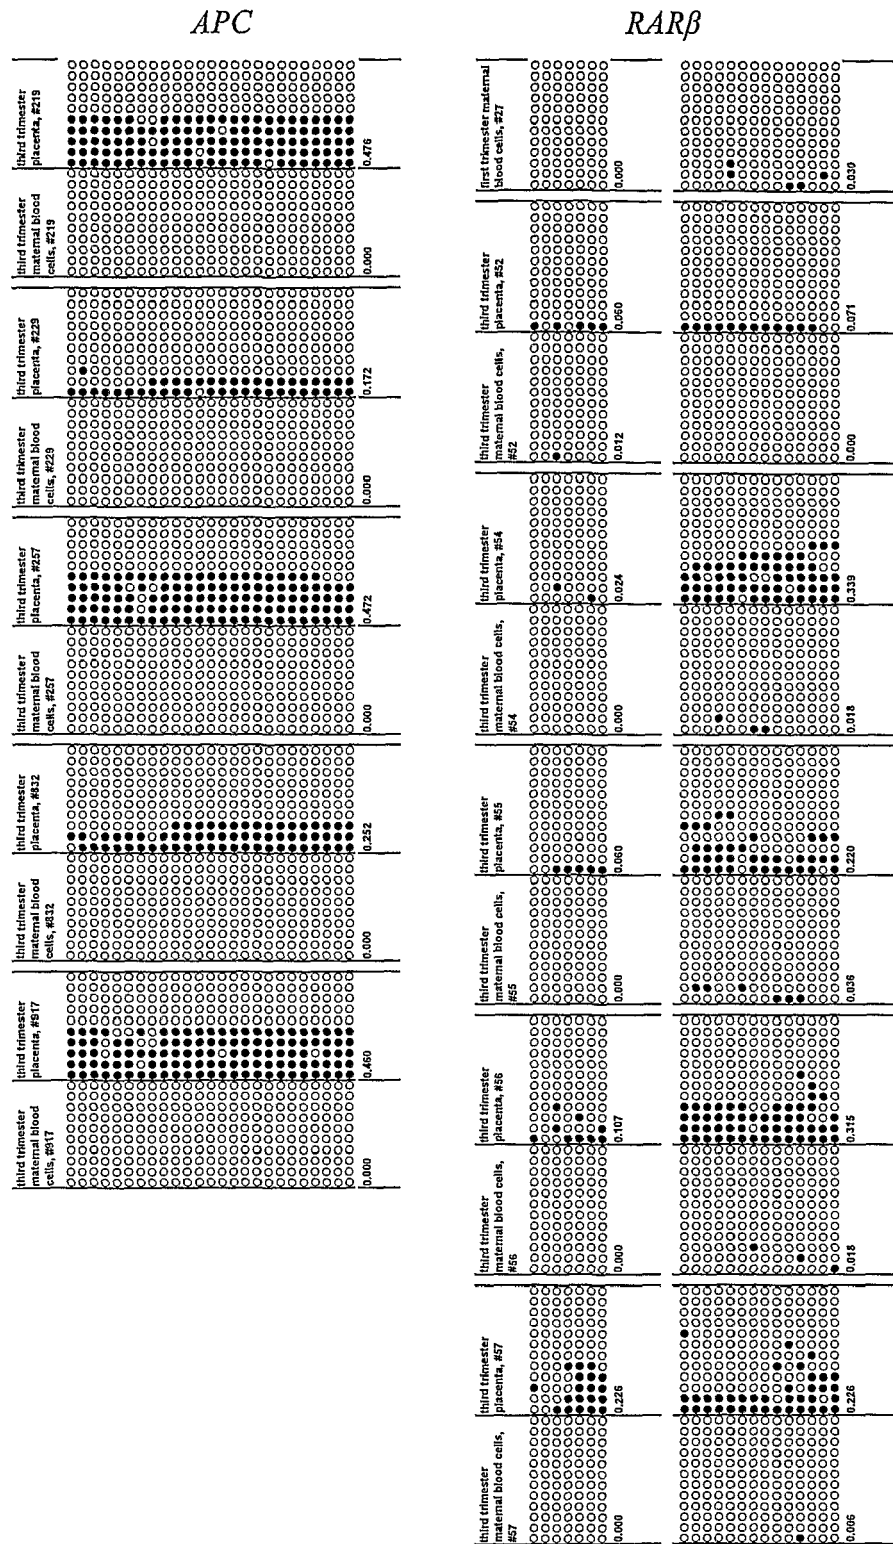 APC
third trimester
placenta, #219
0.476
third trimester
maternal blood
cells, #219
0.000
third trimester
placenta, #229
0.172
third trimester
maternal blood
cells, #229
0.000
third trimester
placenta, #257
0.472
third trimester
maternal blood
cells, #257
0.000
third trimester
placenta, #832
0.252
third trimester
maternal blood
cells, #832
0.000
third trimester
placenta, #917
0.460
third trimester
maternal blood
cells, #917
0.000
RARβ
first trimester maternal
blood cells, #27
0.000
0.030
third trimester
placenta, #52
0.060
0.071
third trimester
maternal blood cells,
#52
0.012
0.000
third trimester
placenta, #54
0.024
0.339
third trimester
maternal blood cells,
#54
0.000
0.018
third trimester
placenta, #55
0.060
0.220
third trimester
maternal blood cells,
#55
0.000
0.036
third trimester
placenta, #56
0.107
0.315
third trimester
maternal blood cells,
#56
0.000
0.018
third trimester
placenta, #57
0.226
0.226
third trimester
maternal blood cells,
#57
0.000
0.006